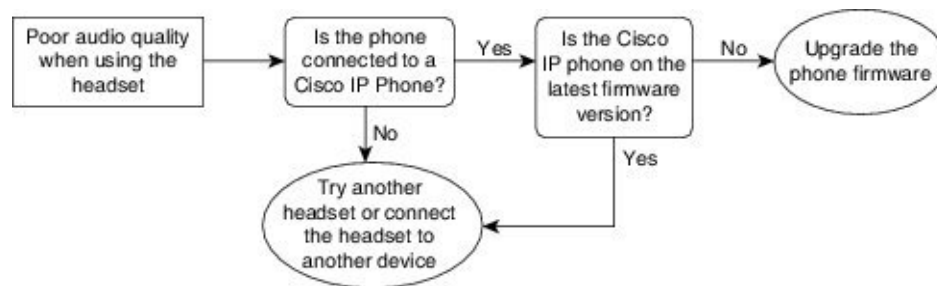 Poor audio quality
when using the
headset
Is the phone
connected to a
Cisco IP Phone?
Yes
Is the Cisco
IP phone on the
latest firmware
version?
No
Upgrade the
phone firmware
No
Yes
Try another
headset or connect
the headset to
another device